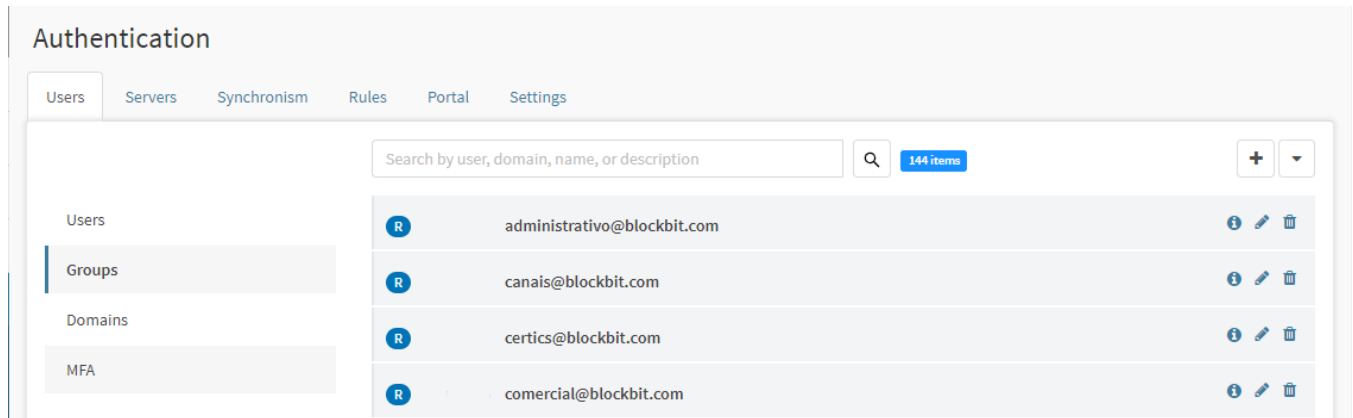 Authentication
Users Servers Synchronism Rules Portal Settings
Search by user, domain, name, or description 144 items
Users
Groups
Domains
MFA
R administrativo@blockbit.com
R canais@blockbit.com
R certics@blockbit.com
R comercial@blockbit.com